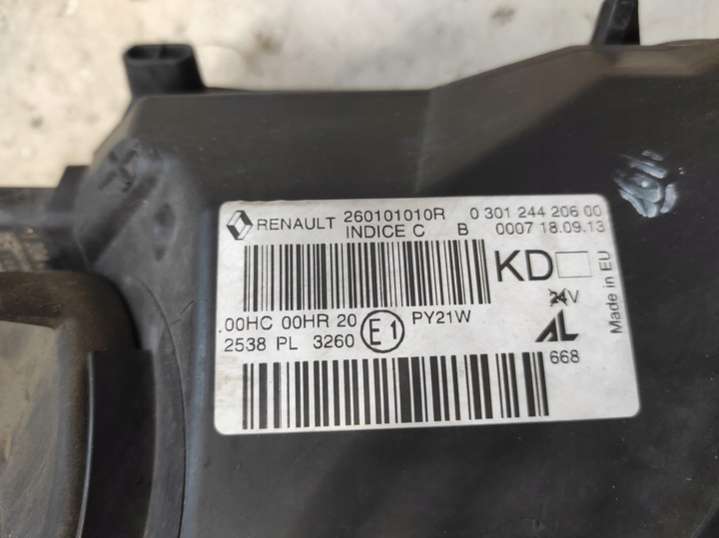 RENAULT 260101010R 0 301 244 206 00
INDICE C B 0007 18.09.13
KD
24V
.00HC 00HR 20 E1 PY21W
2538 PL 3260
AL
668
Made in EU